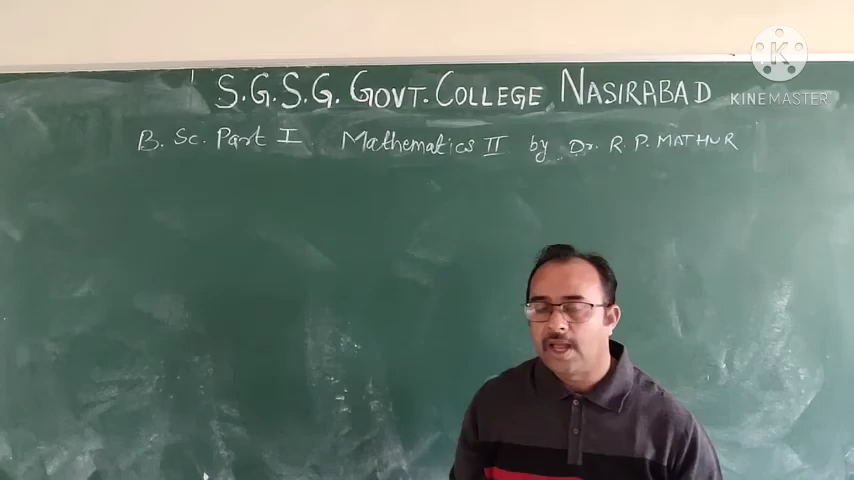 S.G.S.G. GOVT. COLLEGE NASIRABAD
K
KINEMASTER
B. Sc. Part I Mathematics II by Dr. R. P. MATHUR